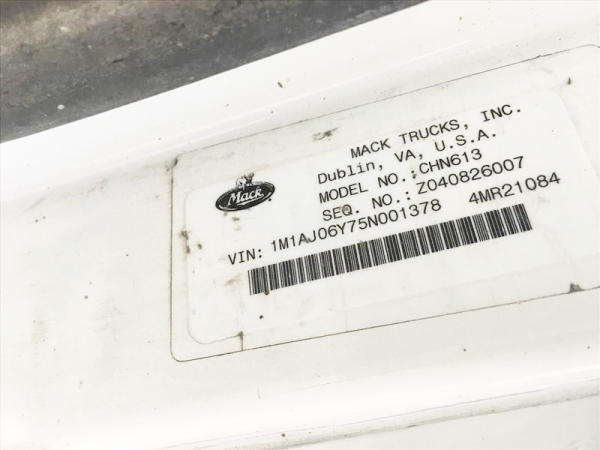 MACK TRUCKS, INC.
Dublin, VA, U.S.A.
MODEL NO.:CHN613
SEQ. NO.:Z040826007
Mack
VIN: 1M1AJ06Y75N001378 4MR21084